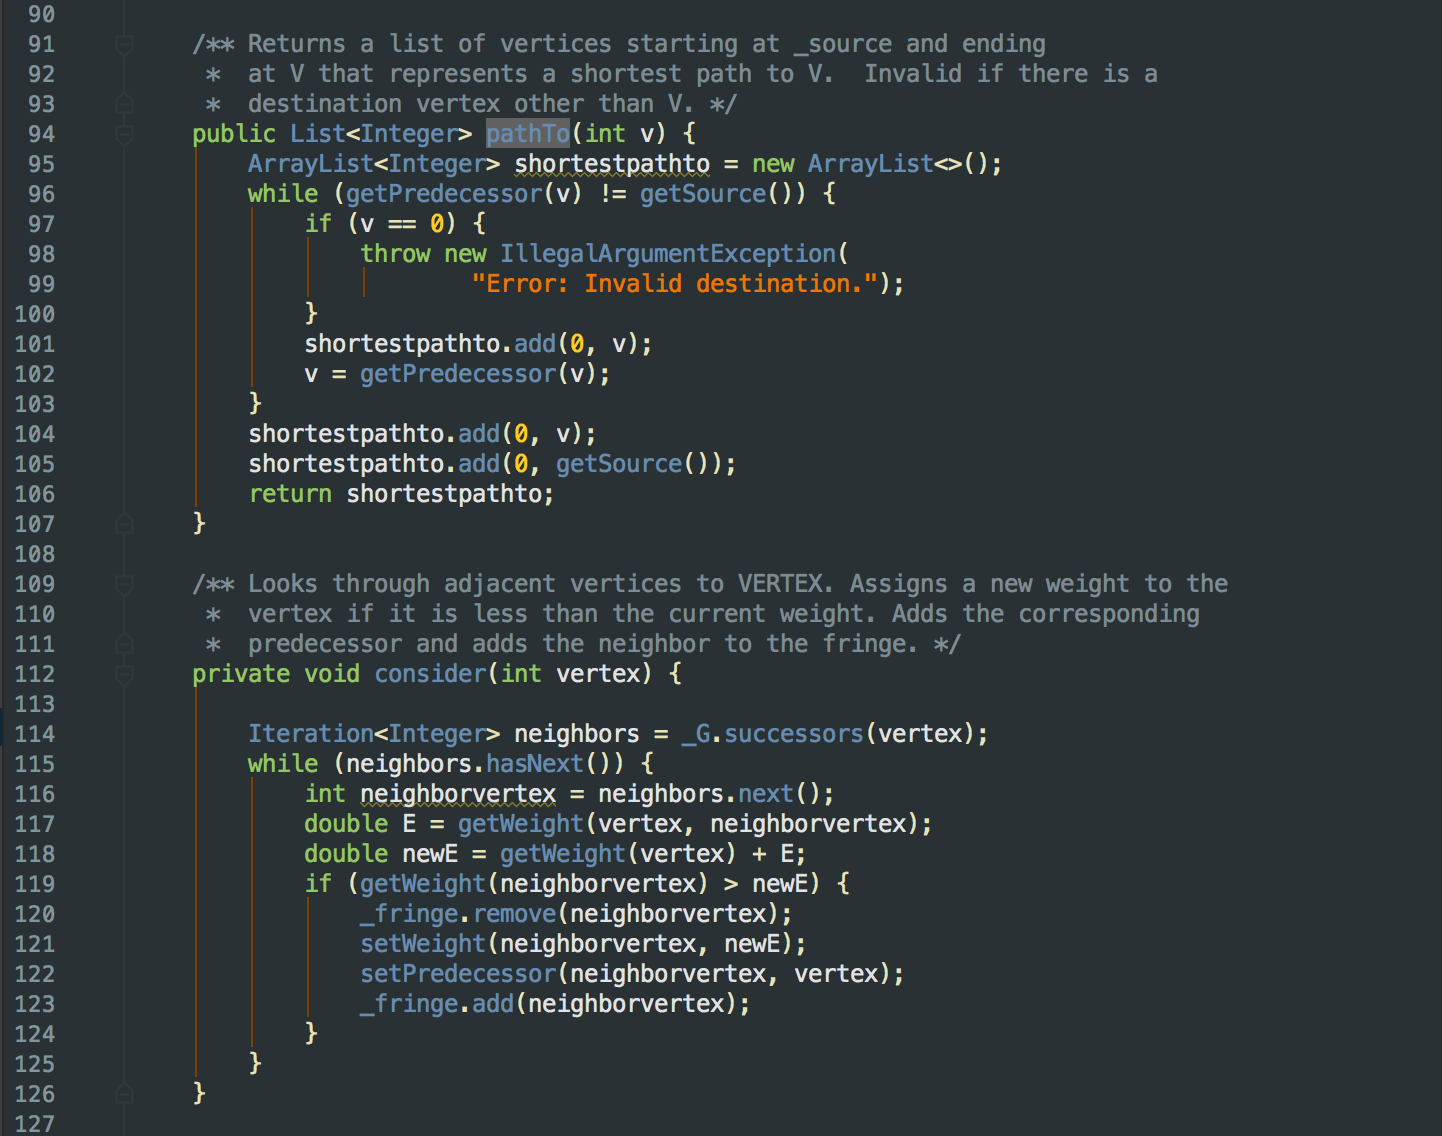 90
91 /** Returns a list of vertices starting at _source and ending
92 * at V that represents a shortest path to V.  Invalid if there is a
93 * destination vertex other than V. */
94 public List<Integer> pathTo(int v) {
95 ArrayList<Integer> shortestpathto = new ArrayList<>();
96 while (getPredecessor(v) != getSource()) {
97 if (v == 0) {
98 throw new IllegalArgumentException(
99 "Error: Invalid destination.");
100 }
101 shortestpathto.add(0, v);
102 v = getPredecessor(v);
103 }
104 shortestpathto.add(0, v);
105 shortestpathto.add(0, getSource());
106 return shortestpathto;
107 }
108
109 /** Looks through adjacent vertices to VERTEX. Assigns a new weight to the
110 * vertex if it is less than the current weight. Adds the corresponding
111 * predecessor and adds the neighbor to the fringe. */
112 private void consider(int vertex) {
113
114 Iteration<Integer> neighbors = _G.successors(vertex);
115 while (neighbors.hasNext()) {
116 int neighborvertex = neighbors.next();
117 double E = getWeight(vertex, neighborvertex);
118 double newE = getWeight(vertex) + E;
119 if (getWeight(neighborvertex) > newE) {
120 _fringe.remove(neighborvertex);
121 setWeight(neighborvertex, newE);
122 setPredecessor(neighborvertex, vertex);
123 _fringe.add(neighborvertex);
124 }
125 }
126 }
127